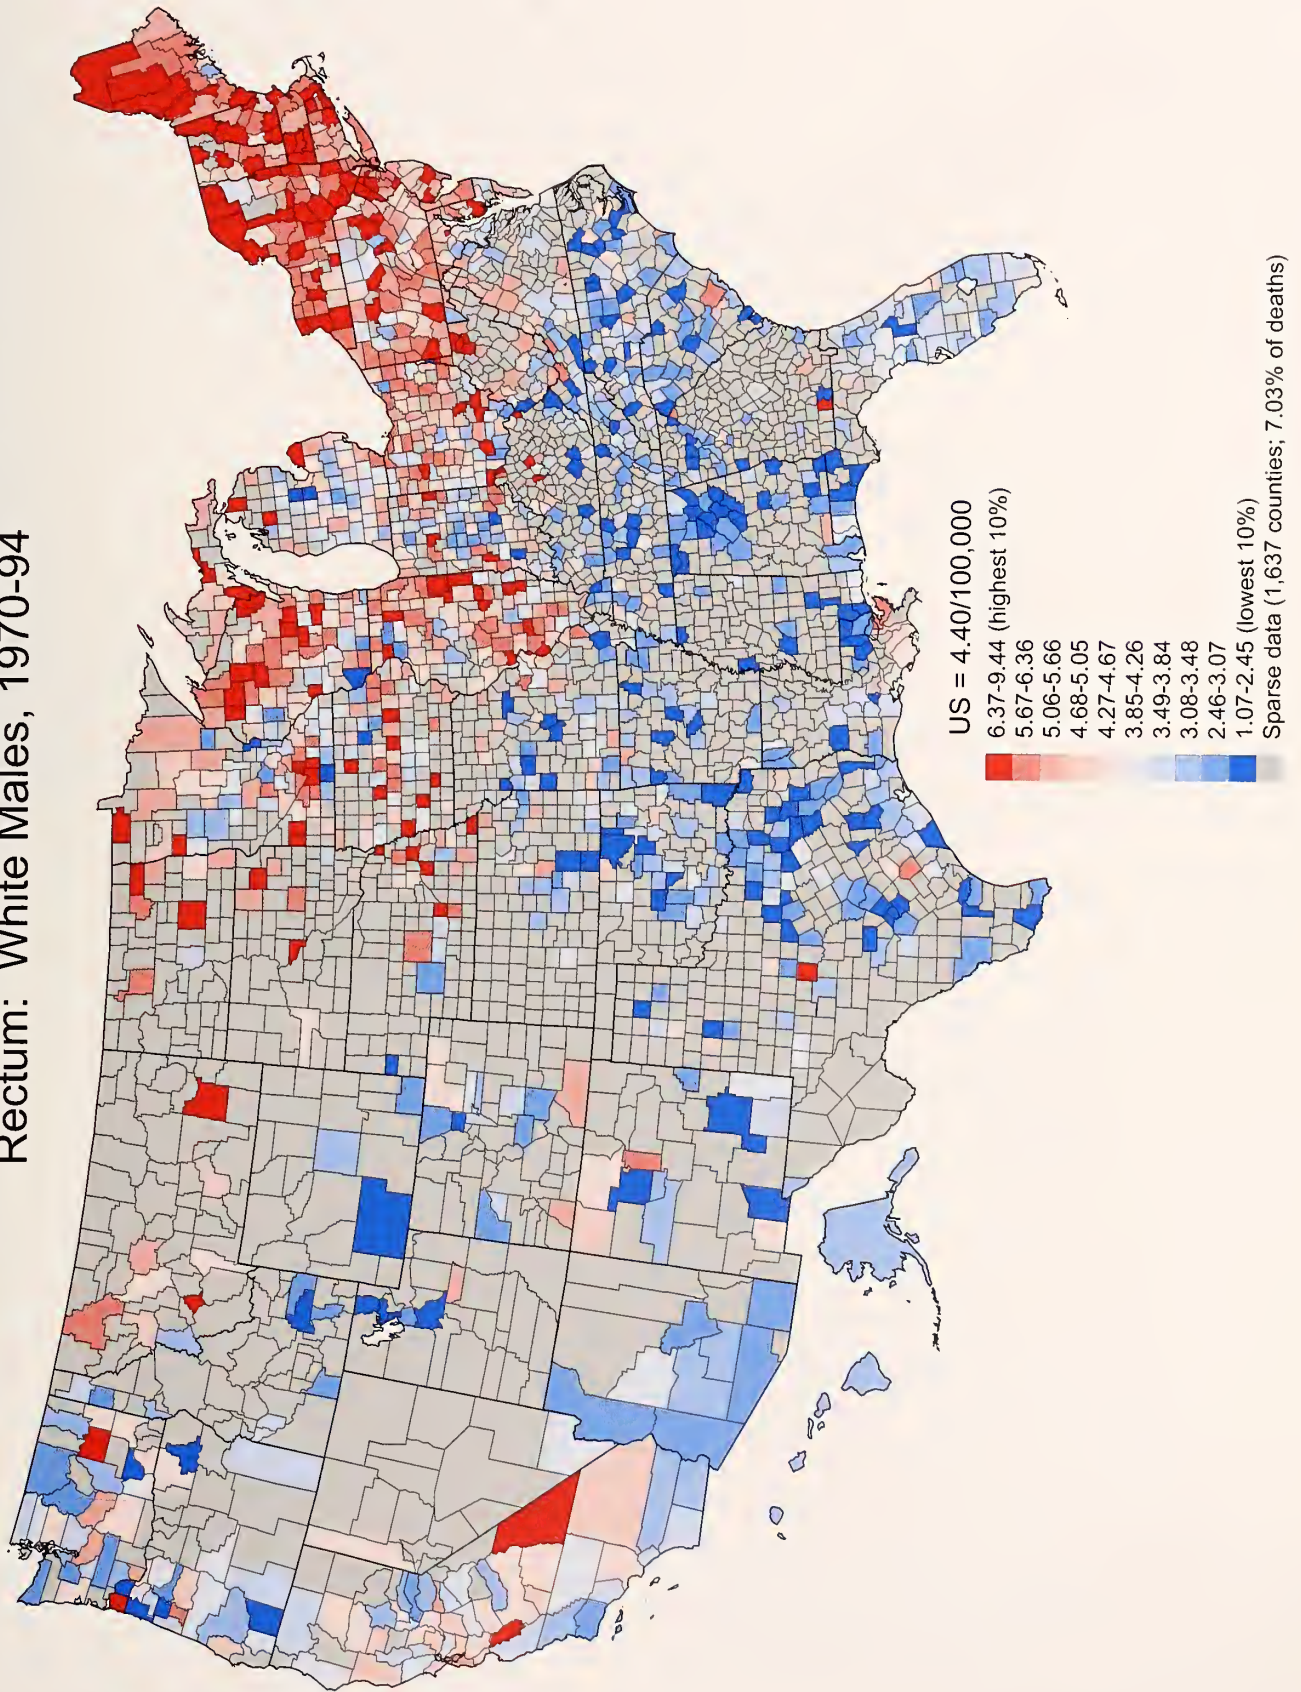 Rectum: White Males, 1970-94
US = 4.40/100,000
6.37-9.44 (highest 10%)
5.67-6.36
5.06-5.66
4.68-5.05
4.27-4.67
3.85-4.26
3.49-3.84
3.08-3.48
2.46-3.07
1.07-2.45 (lowest 10%)
Sparse data (1,637 counties; 7.03% of deaths)